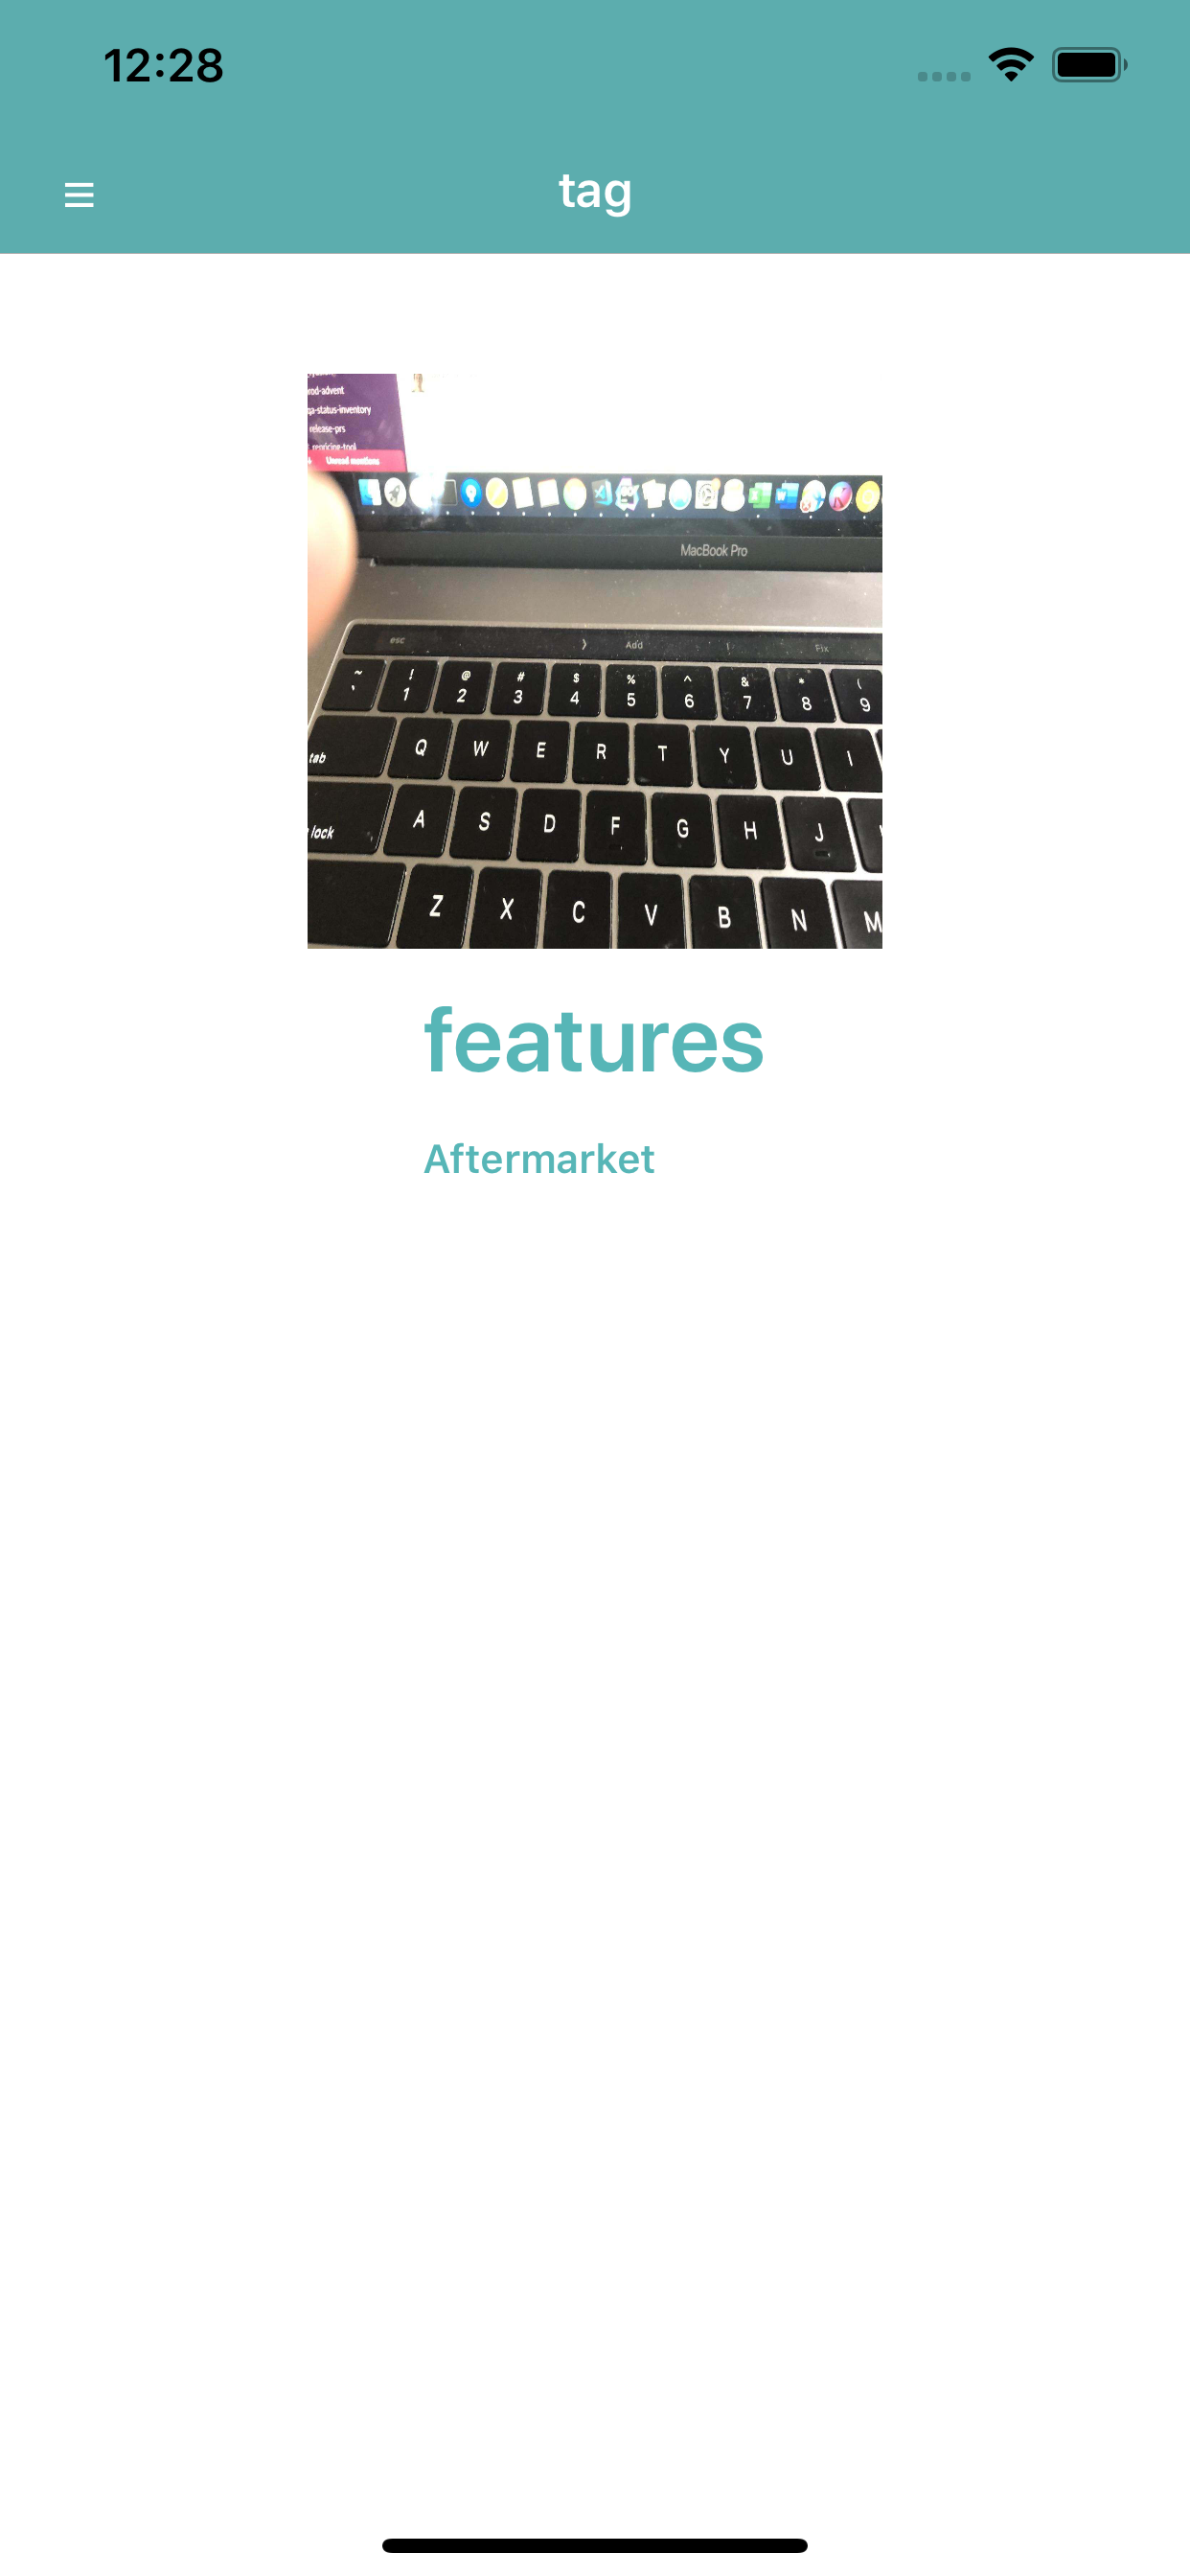 12:28
tag
rod-advent
qa-status-inventory
release-prs
repricing-tool
Unread mentions
MacBook Pro
esc Add Fix
~ ! @ # $ % ^ & * (
` 1 2 3 4 5 6 7 8 9
tab Q W E R T Y U I
lock A S D F G H J
Z X C V B N M
features
Aftermarket